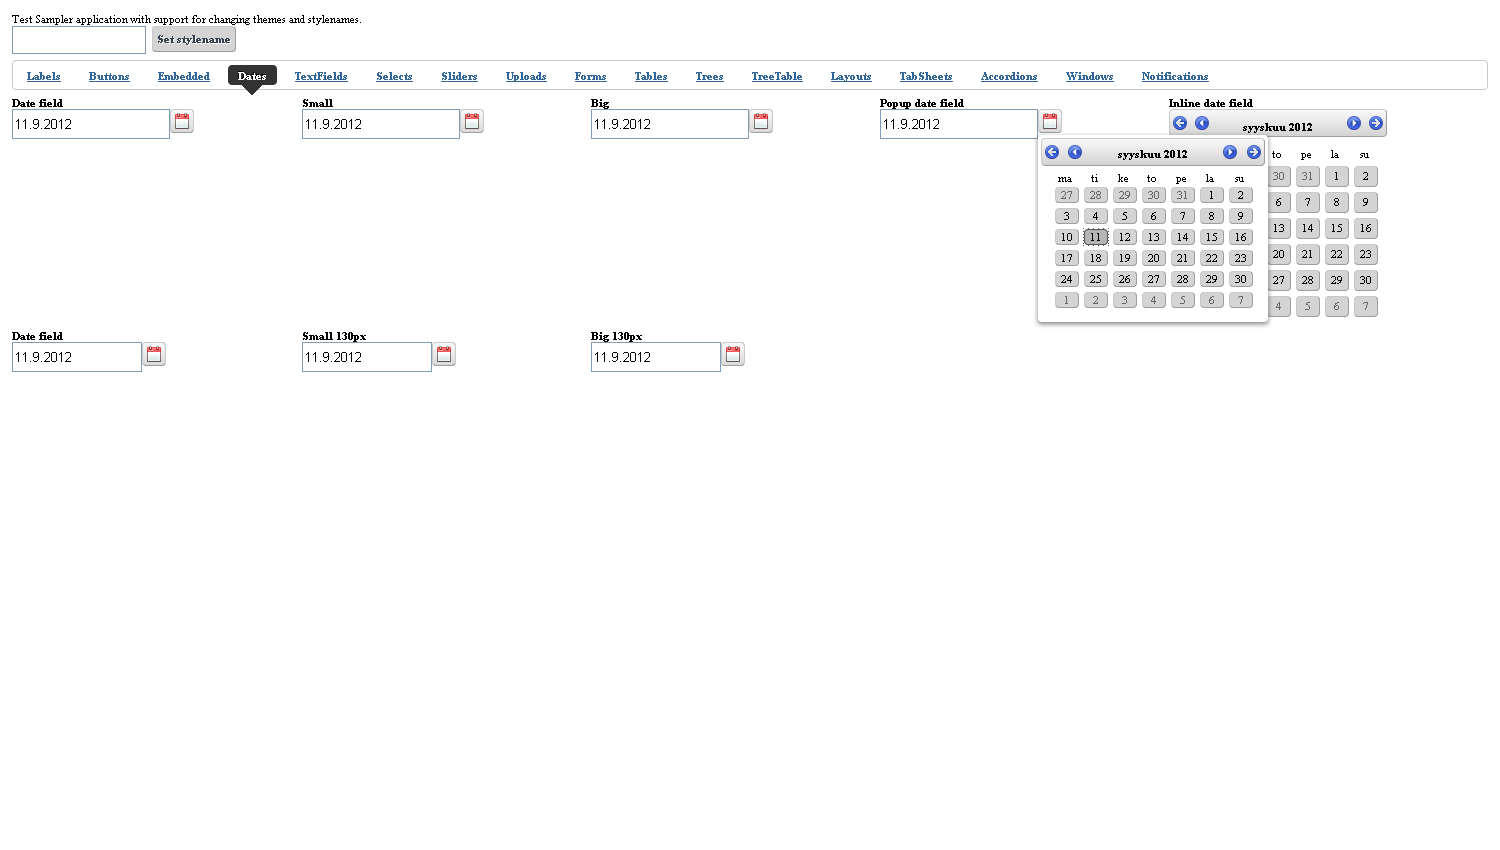 Test Sampler application with support for changing themes and stylenames.
Set stylename
Labels Buttons Embedded Dates TextFields Selects Sliders Uploads Forms Tables Trees TreeTable Layouts TabSheets Accordions Windows Notifications
Date field Small Big Popup date field Inline date field
11.9.2012 11.9.2012 11.9.2012 11.9.2012
syyskuu 2012
to pe la su
30 31 1 2
6 7 8 9
13 14 15 16
20 21 22 23
27 28 29 30
4 5 6 7
syyskuu 2012
ma ti ke to pe la su
27 28 29 30 31 1 2
3 4 5 6 7 8 9
10 11 12 13 14 15 16
17 18 19 20 21 22 23
24 25 26 27 28 29 30
1 2 3 4 5 6 7
Date field Small 130px Big 130px
11.9.2012 11.9.2012 11.9.2012